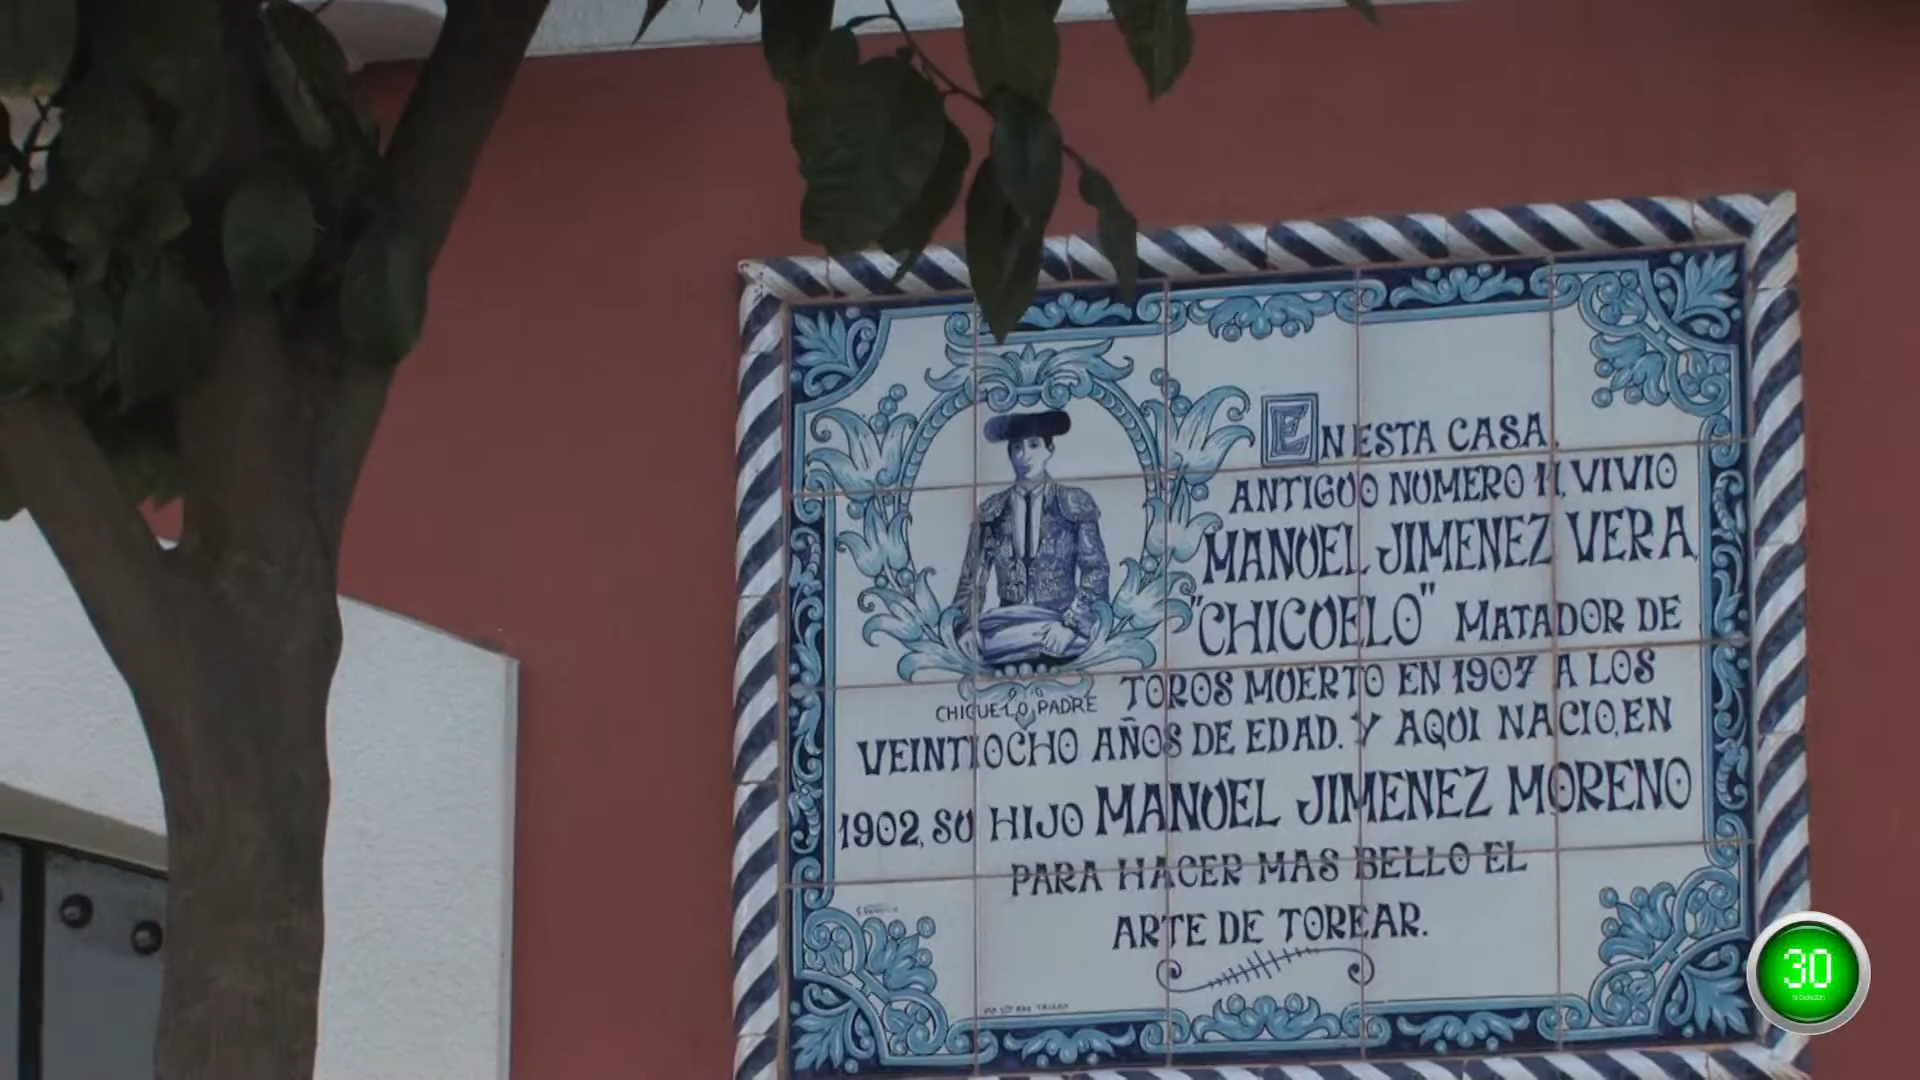 EN ESTA CASA,
ANTIGUO NUMERO 11, VIVIO
MANUEL JIMENEZ VERA,
"CHICUELO" MATADOR DE
TOROS MUERTO EN 1907 A LOS
CHICUELO, PADRE
VEINTIOCHO AÑOS DE EDAD. Y AQUI NACIO, EN
1902, SU HIJO MANUEL JIMENEZ MORENO
PARA HACER MAS BELLO EL
ARTE DE TOREAR.
30